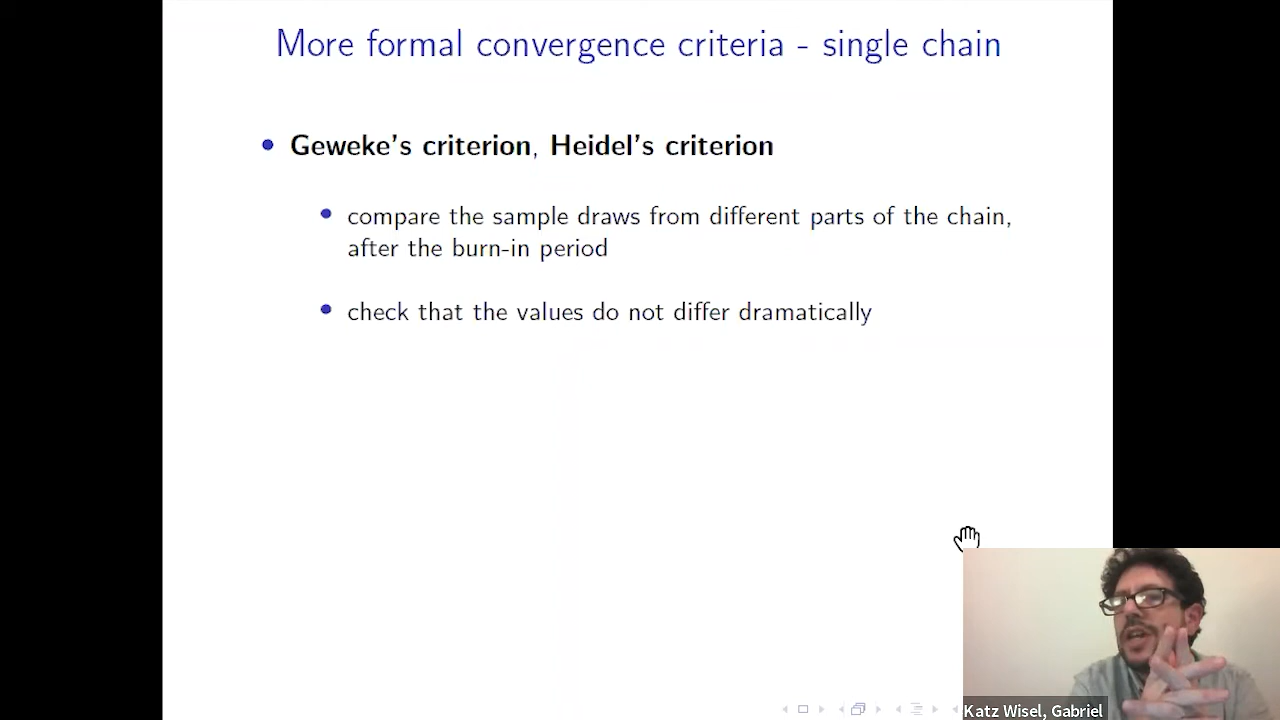 More formal convergence criteria - single chain
• Geweke's criterion, Heidel's criterion
• compare the sample draws from different parts of the chain,
after the burn-in period
• check that the values do not differ dramatically
Katz Wisel, Gabriel